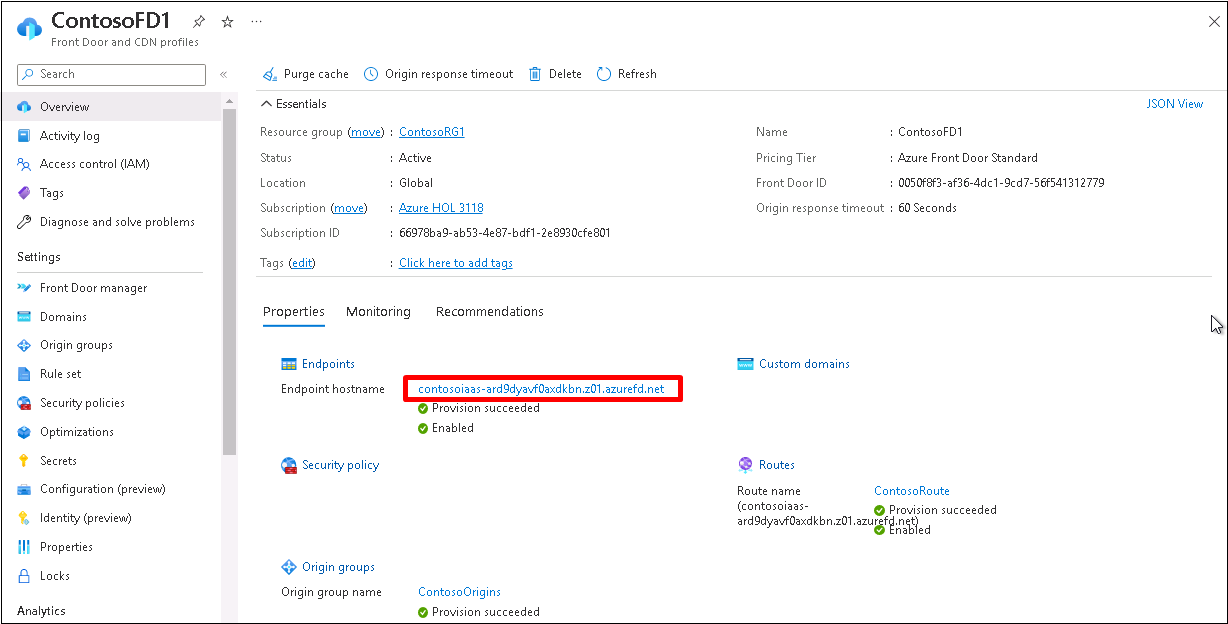 ContosoFD1 ...
Front Door and CDN profiles
Search
«
Overview
Activity log
Access control (IAM)
Tags
Diagnose and solve problems
Settings
Front Door manager
Domains
Origin groups
Rule set
Security policies
Optimizations
Secrets
Configuration (preview)
Identity (preview)
Properties
Locks
Analytics
Purge cache Origin response timeout Delete Refresh
Essentials JSON View
Resource group (move) : ContosoRG1
Status : Active
Location : Global
Subscription (move) : Azure HOL 3118
Subscription ID : 66978ba9-ab53-4e87-bdf1-2e8930cfe801
Tags (edit) : Click here to add tags
Name : ContosoFD1
Pricing Tier : Azure Front Door Standard
Front Door ID : 0050f8f3-af36-4dc1-9cd7-56f541312779
Origin response timeout : 60 Seconds
Properties Monitoring Recommendations
Endpoints
Endpoint hostname contosoiaas-ard9dyavf0axdkbn.z01.azurefd.net
Provision succeeded
Enabled
Custom domains
Security policy
Routes
Route name ContosoRoute
(contosoiaas-
ard9dyavf0axdkbn.z01.azurefd.net)
Provision succeeded
Enabled
Origin groups
Origin group name ContosoOrigins
Provision succeeded